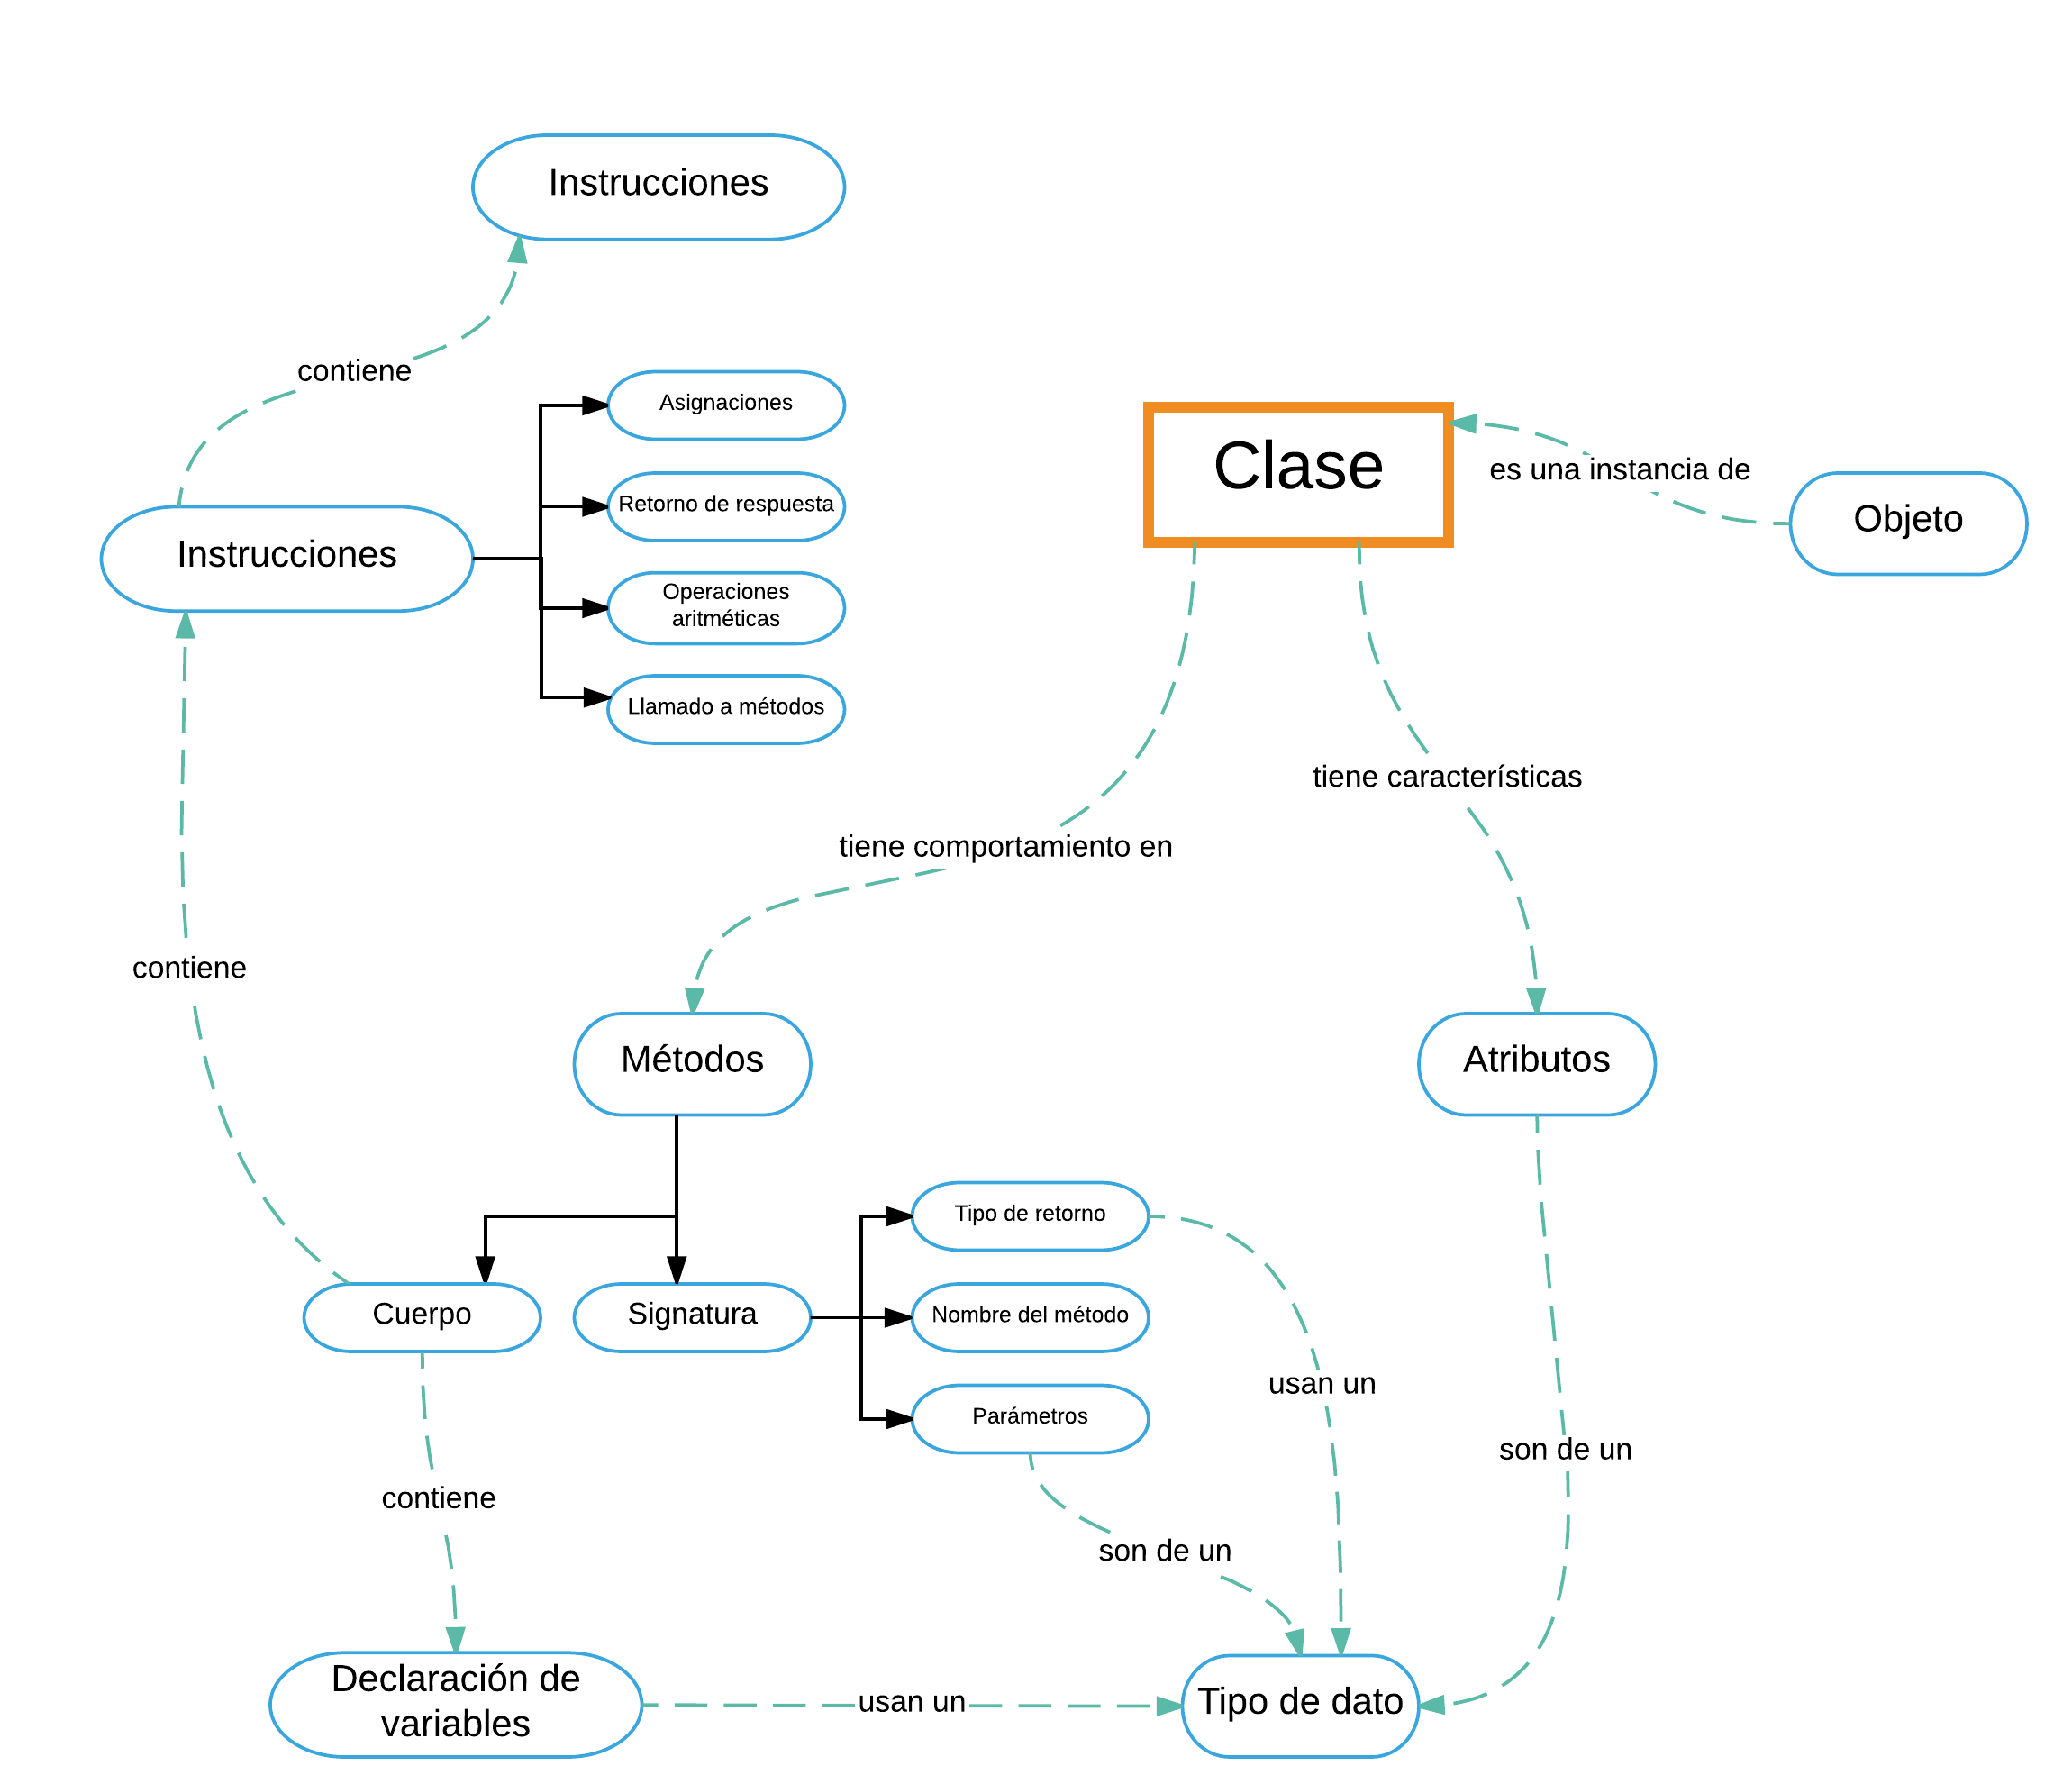 Instrucciones
contiene
Asignaciones
Clase
es una instancia de
Retorno de respuesta
Objeto
Instrucciones
Operaciones
aritméticas
Llamado a métodos
tiene características
tiene comportamiento en
contiene
Métodos
Atributos
Tipo de retorno
Cuerpo
Signatura
Nombre del método
usan un
Parámetros
son de un
contiene
son de un
Declaración de
variables
usan un
Tipo de dato